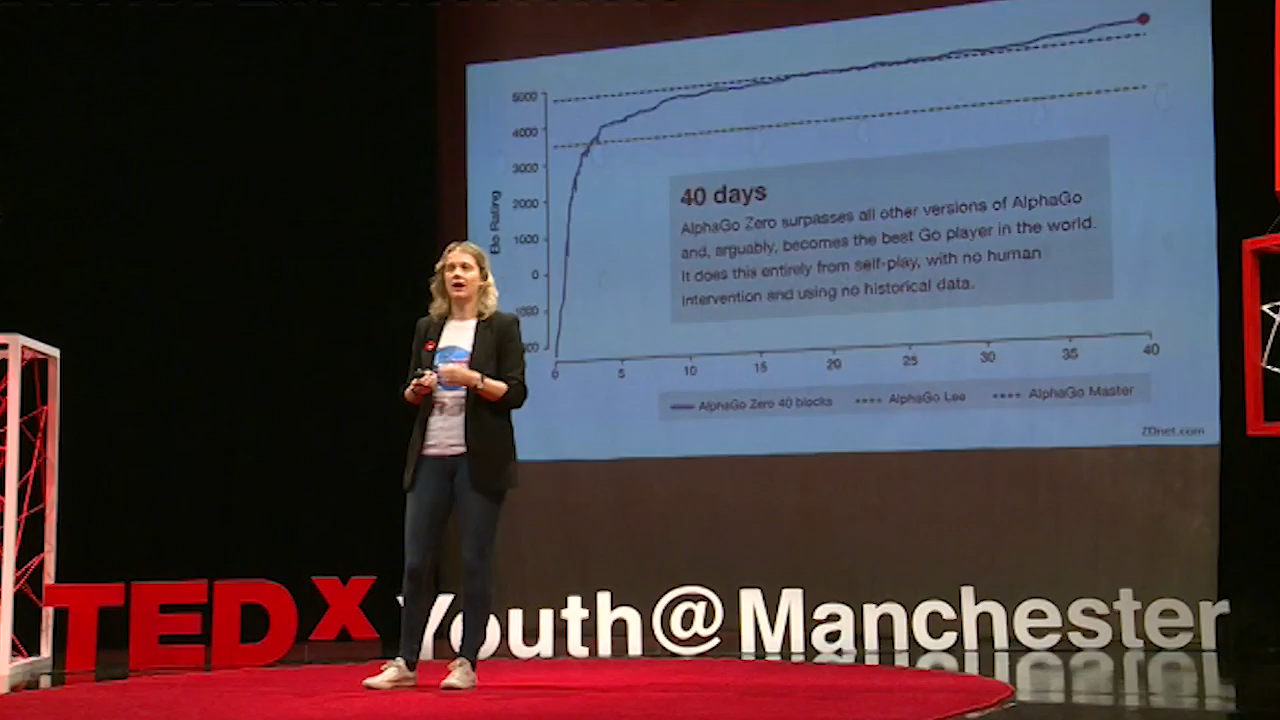 5000
4000
3000
2000
1000
0
Elo Rating
40 days
AlphaGo Zero surpasses all other versions of AlphaGo
and, arguably, becomes the best Go player in the world.
It does this entirely from self-play, with no human
intervention and using no historical data.
0 5 10 15 20 25 30 35 40
AlphaGo Zero 40 blocks AlphaGo Lee AlphaGo Master
ZDnet.com
TEDx Youth@Manchester